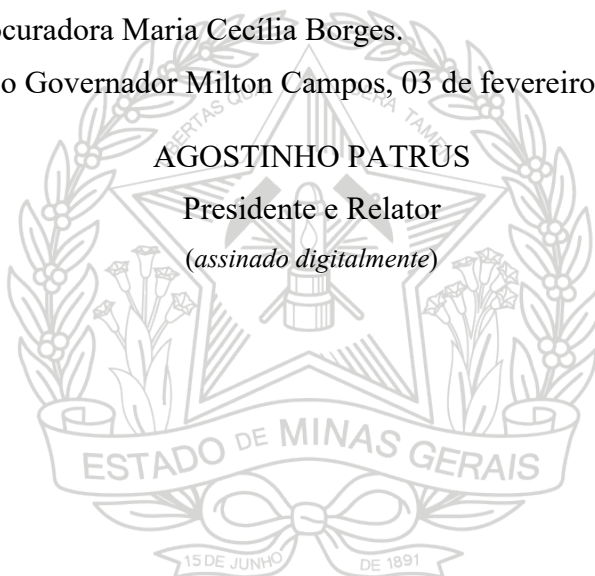 ocuradora Maria Cecília Borges.
o Governador Milton Campos, 03 de fevereiro
AGOSTINHO PATRUS
Presidente e Relator
(assinado digitalmente)
ESTADO DE MINAS GERAIS
15 DE JUNHO DE 1891